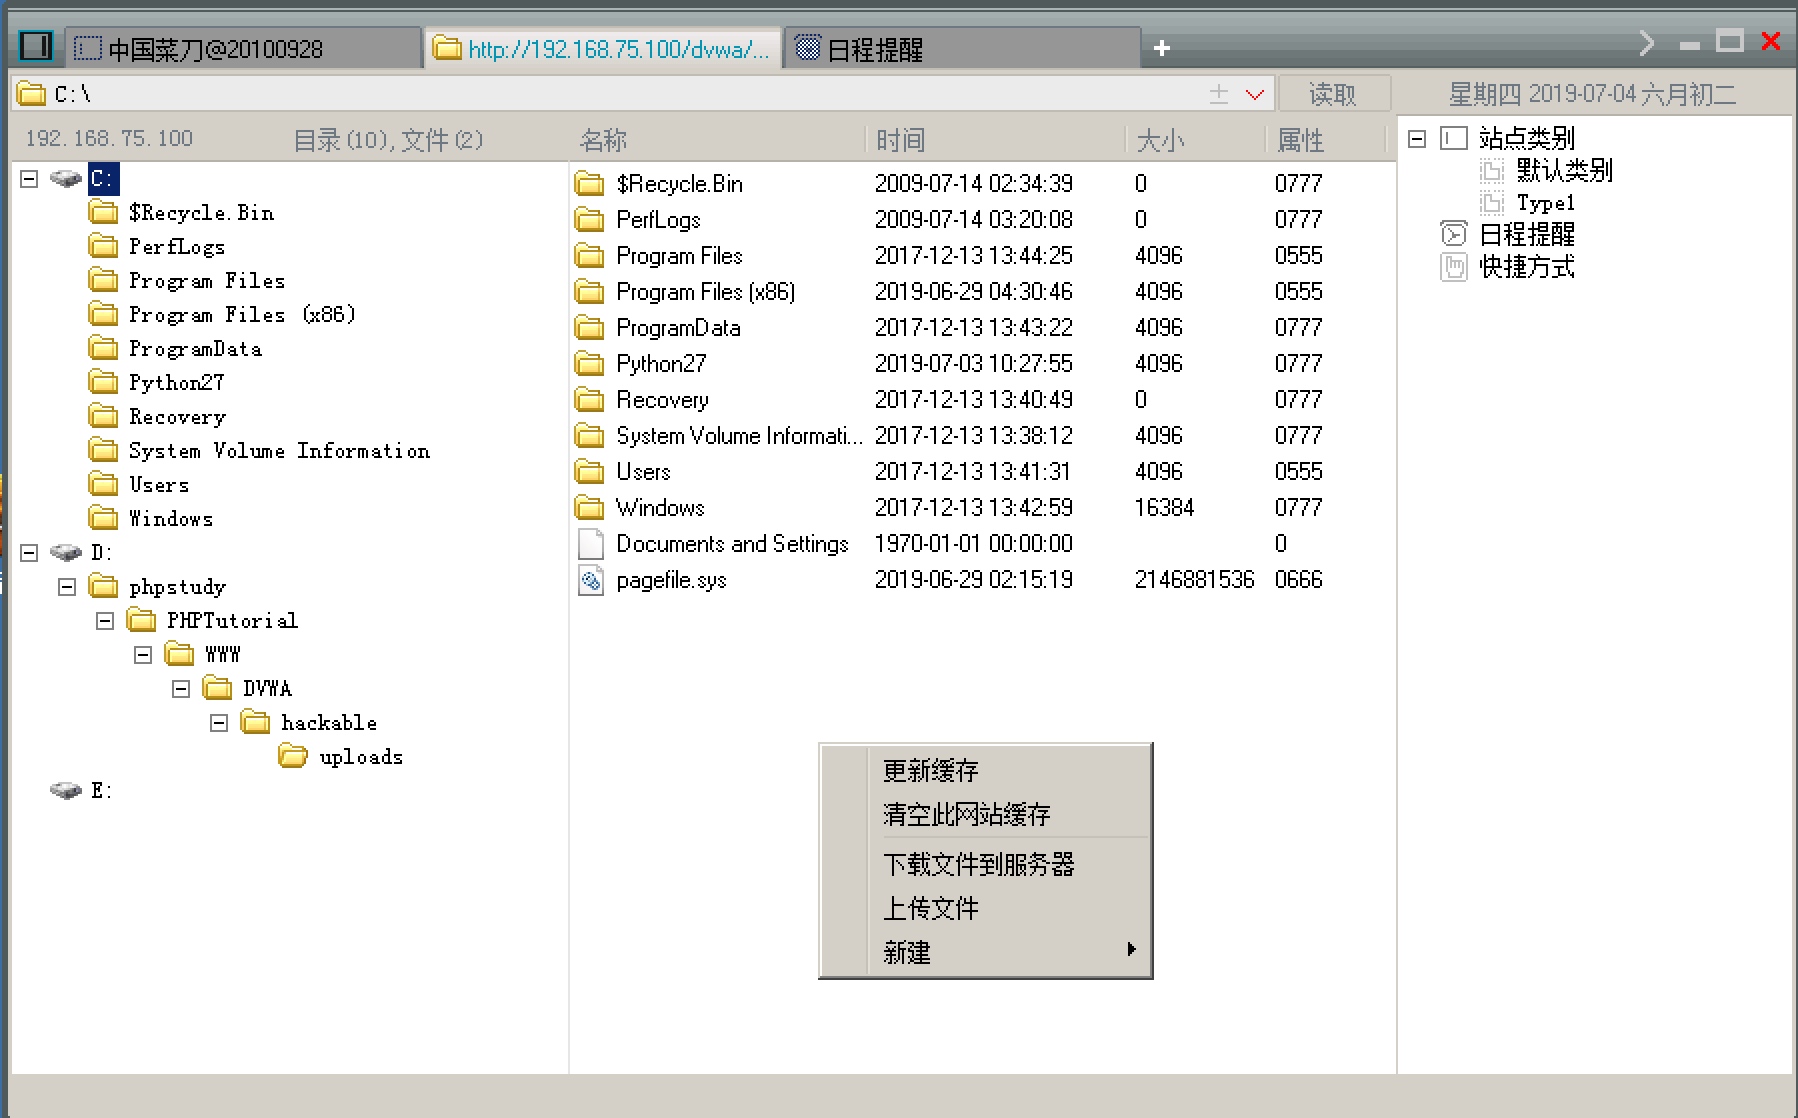 中国菜刀@20100928
http://192.168.75.100/dvwa/...
日程提醒
C:\
读取
星期四 2019-07-04 六月初二
192.168.75.100
目录(10),文件(2)
名称 时间 大小 属性
C:
$Recycle.Bin
PerfLogs
Program Files
Program Files (x86)
ProgramData
Python27
Recovery
System Volume Information
Users
Windows
D:
phpstudy
PHPTutorial
WWW
DVWA
hackable
uploads
E:
$Recycle.Bin 2009-07-14 02:34:39 0 0777
PerfLogs 2009-07-14 03:20:08 0 0777
Program Files 2017-12-13 13:44:25 4096 0555
Program Files (x86) 2019-06-29 04:30:46 4096 0555
ProgramData 2017-12-13 13:43:22 4096 0777
Python27 2019-07-03 10:27:55 4096 0777
Recovery 2017-12-13 13:40:49 0 0777
System Volume Informati... 2017-12-13 13:38:12 4096 0777
Users 2017-12-13 13:41:31 4096 0555
Windows 2017-12-13 13:42:59 16384 0777
Documents and Settings 1970-01-01 00:00:00 0
pagefile.sys 2019-06-29 02:15:19 2146881536 0666
更新缓存
清空此网站缓存
下载文件到服务器
上传文件
新建
站点类别
默认类别
Type1
日程提醒
快捷方式